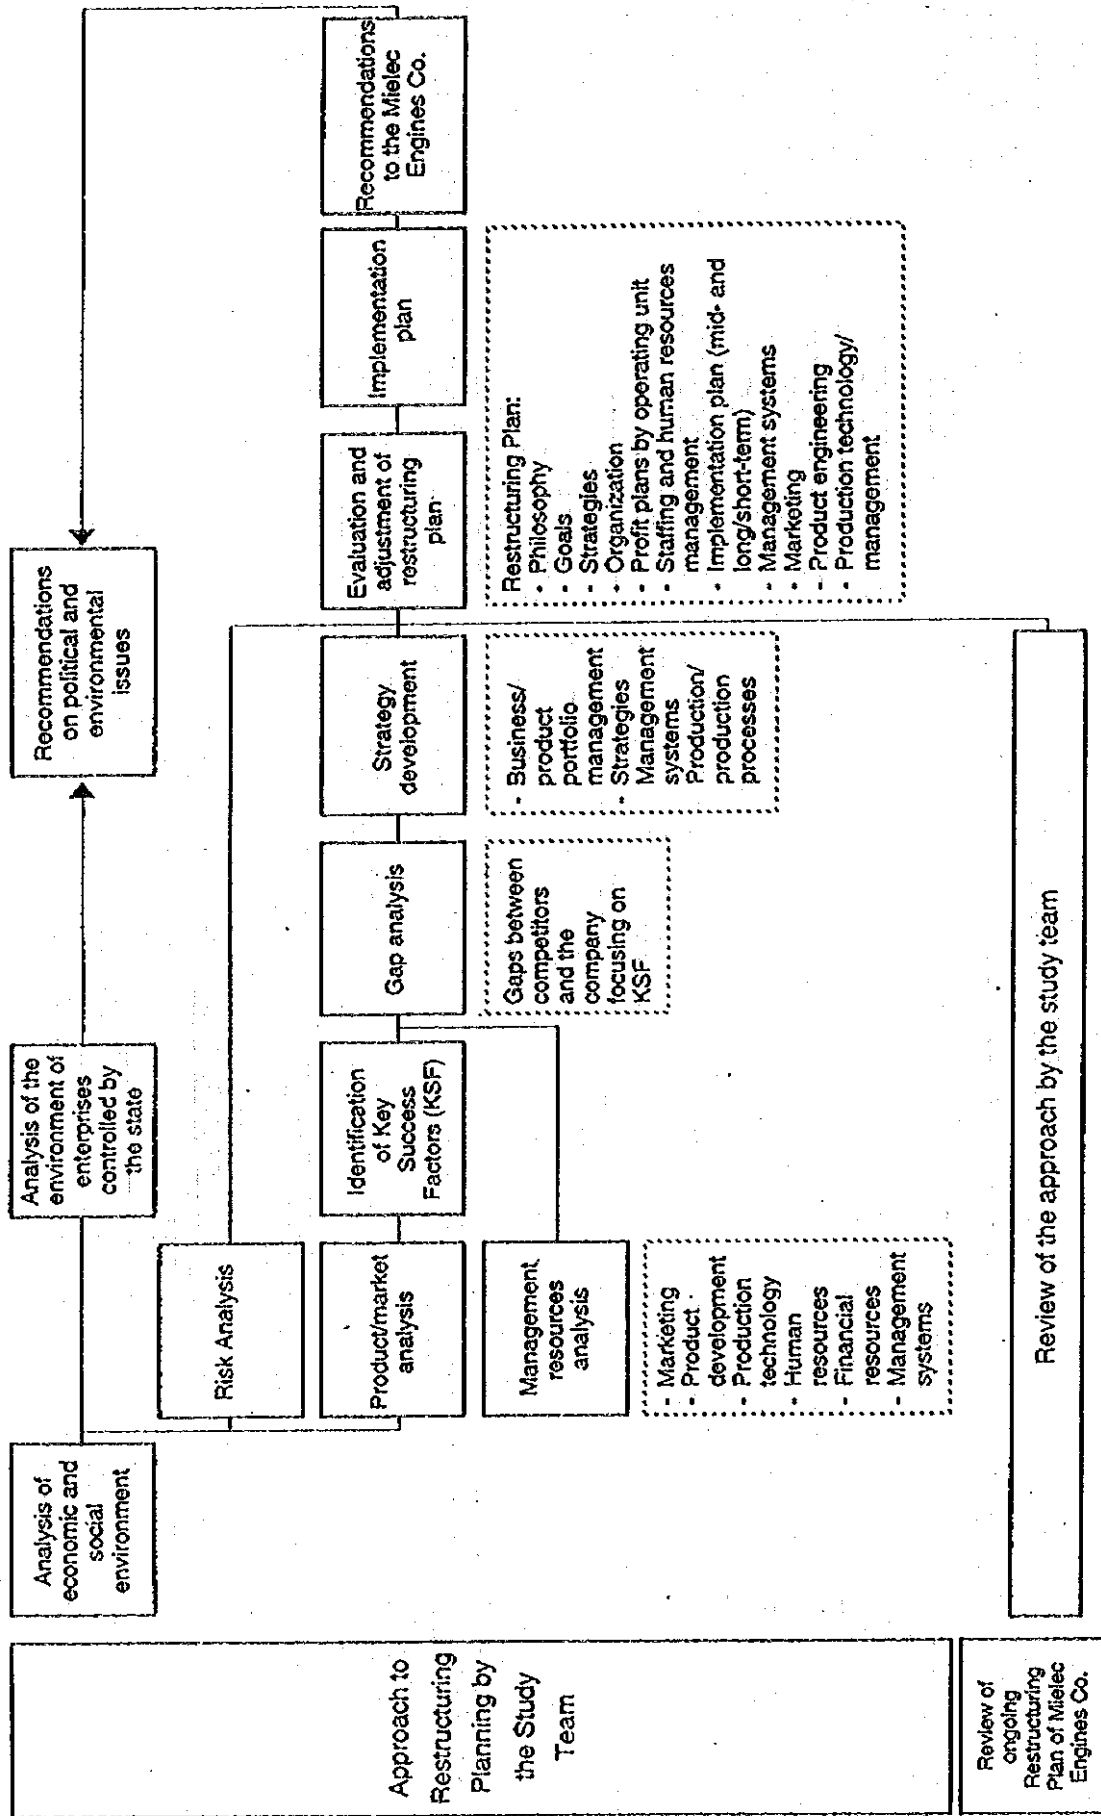 Approach to
Restructuring
Planning by
the Study
Team
Review of
ongoing
Restructuring
Plan of Mielec
Engines Co.
Analysis of
economic and
social
environment
Analysis of the
environment of
enterprises
controlled by
the state
Recommendations
on political and
environmental
issues
Risk Analysis
Product/market
analysis
Identification
of Key
Success
Factors (KSF)
Gap analysis
Strategy
development
Evaluation and
adjustment of
restructuring
plan
Implementation
plan
Recommendations
to the Mielec
Engines Co.
Management
resources
analysis
Gaps between
competitors
and the
company
focusing on
KSF
- Business/
product
portfolio
management
- Strategies
Management
systems
Production/
production
processes
Restructuring Plan:
- Philosophy
- Goals
- Strategies
- Organization
- Profit plans by operating unit
- Staffing and human resources
management
- Implementation plan (mid- and
long/short-term)
- Management systems
- Marketing
- Product engineering
- Production technology/
management
- Marketing
- Product
development
- Production
technology
- Human
resources
- Financial
resources
- Management
systems
Review of the approach by the study team